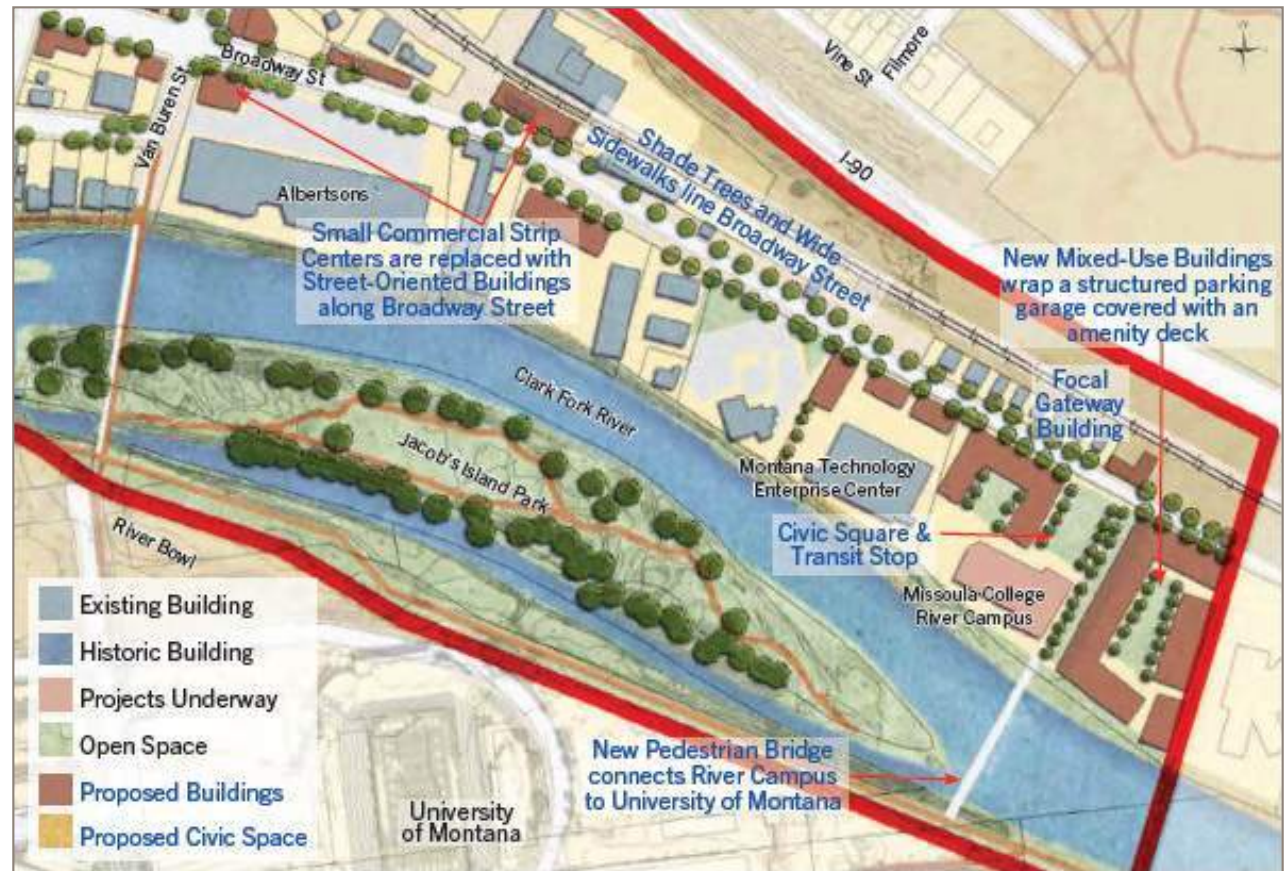 Broadway St
Van Buren St
Vine St
Filmore
I-90
Albertsons
Small Commercial Strip
Centers are replaced with
Street-Oriented Buildings
along Broadway Street
Shade Trees and Wide
Sidewalks line Broadway Street
New Mixed-Use Buildings
wrap a structured parking
garage covered with an
amenity deck
Focal
Gateway
Building
Clark Fork River
Jacob's Island Park
Montana Technology
Enterprise Center
Civic Square &
Transit Stop
Missoula College
River Campus
River Bowl
New Pedestrian Bridge
connects River Campus
to University of Montana
University
of Montana
Existing Building
Historic Building
Projects Underway
Open Space
Proposed Buildings
Proposed Civic Space